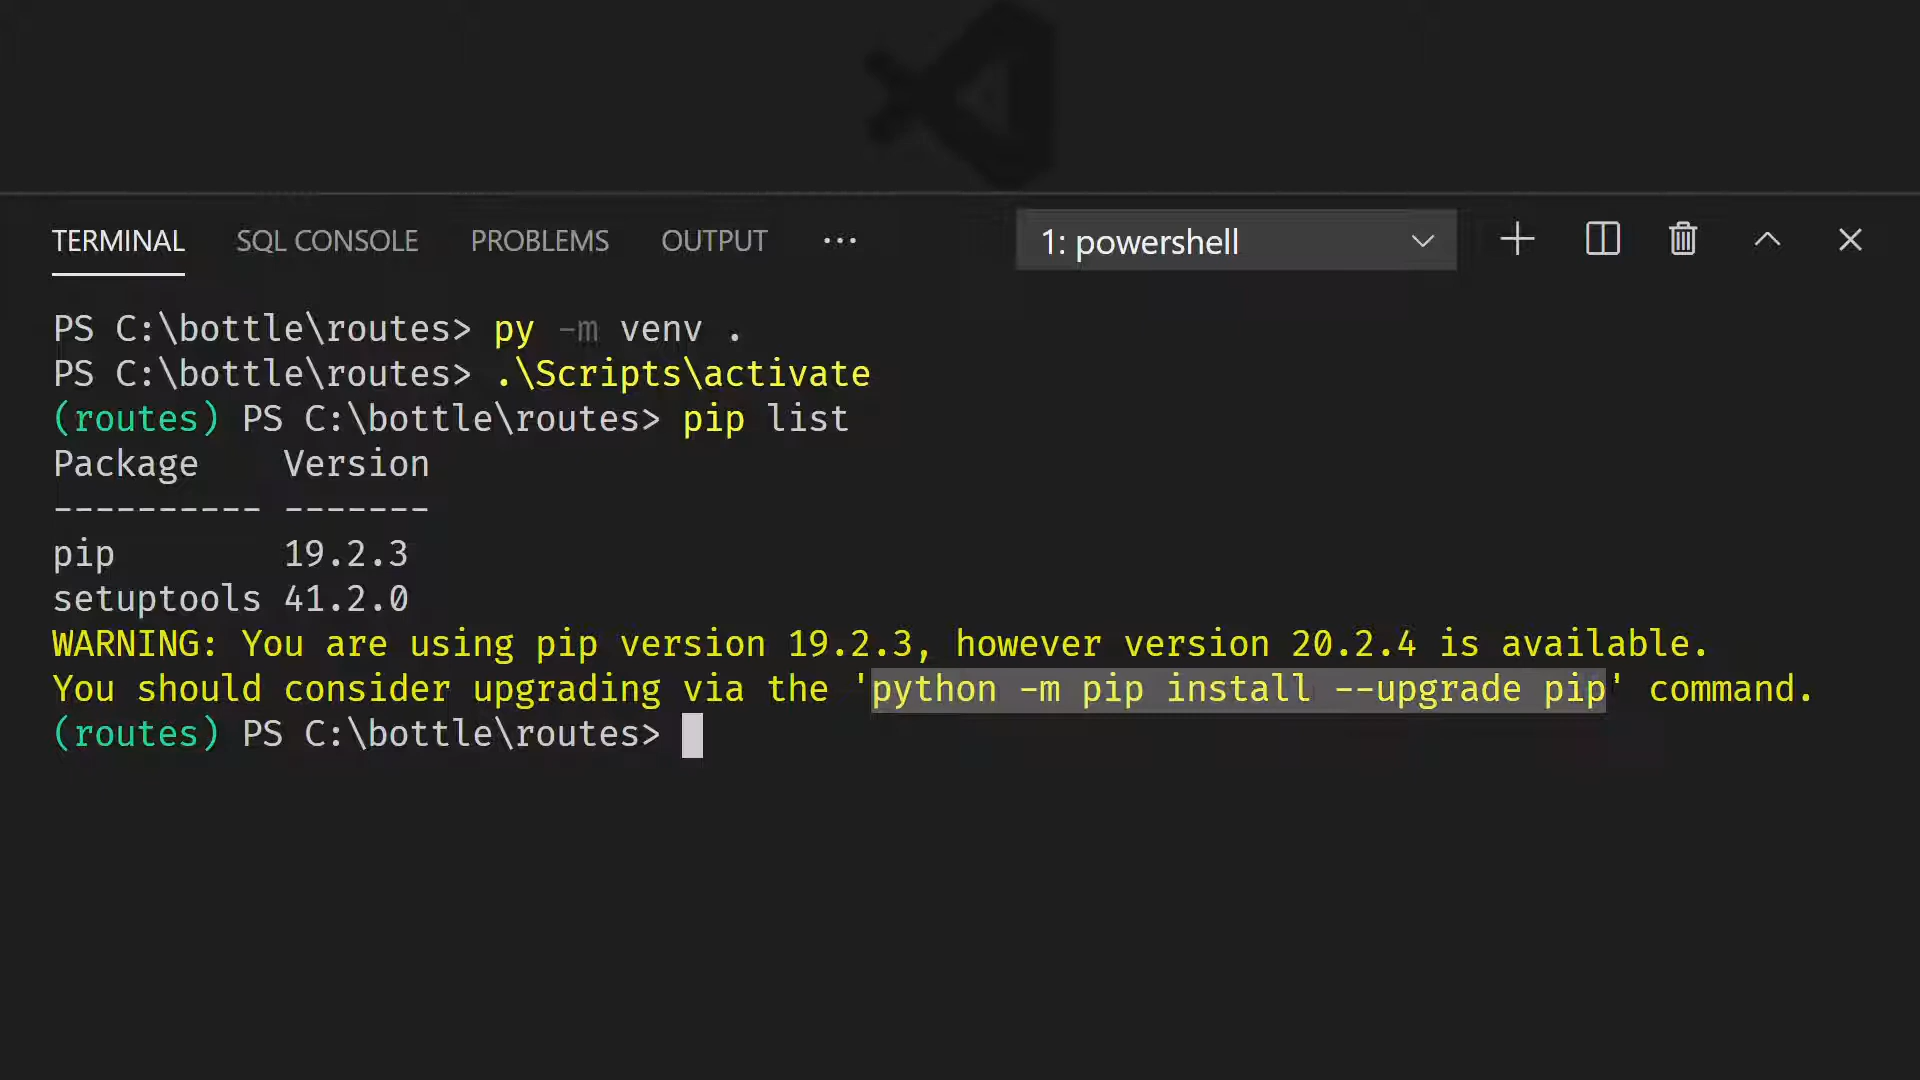 TERMINAL SQL CONSOLE PROBLEMS OUTPUT ··· 1: powershell
PS C:\bottle\routes> py -m venv .
PS C:\bottle\routes> .\Scripts\activate
(routes) PS C:\bottle\routes> pip list
Package    Version
---------- -------
pip        19.2.3
setuptools 41.2.0
WARNING: You are using pip version 19.2.3, however version 20.2.4 is available.
You should consider upgrading via the 'python -m pip install --upgrade pip' command.
(routes) PS C:\bottle\routes>